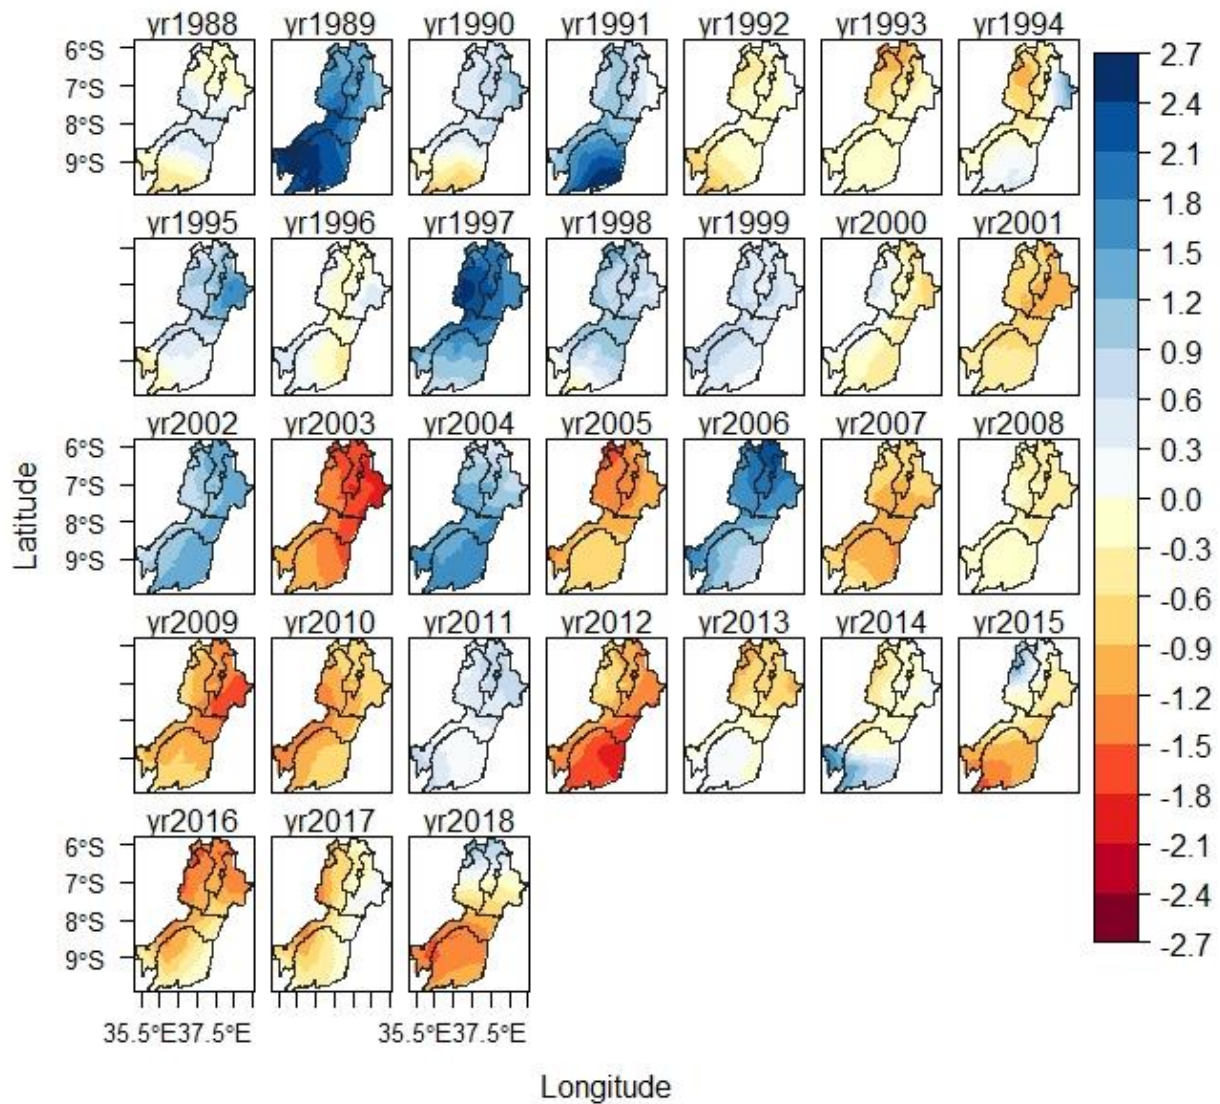 yr1988 yr1989 yr1990 yr1991 yr1992 yr1993 yr1994
6°S
7°S
8°S
9°S
yr1995 yr1996 yr1997 yr1998 yr1999 yr2000 yr2001
yr2002 yr2003 yr2004 yr2005 yr2006 yr2007 yr2008
6°S
7°S
8°S
9°S
yr2009 yr2010 yr2011 yr2012 yr2013 yr2014 yr2015
yr2016 yr2017 yr2018
6°S
7°S
8°S
9°S
35.5°E37.5°E 35.5°E37.5°E
Latitude
Longitude
2.7
2.4
2.1
1.8
1.5
1.2
0.9
0.6
0.3
0.0
-0.3
-0.6
-0.9
-1.2
-1.5
-1.8
-2.1
-2.4
-2.7